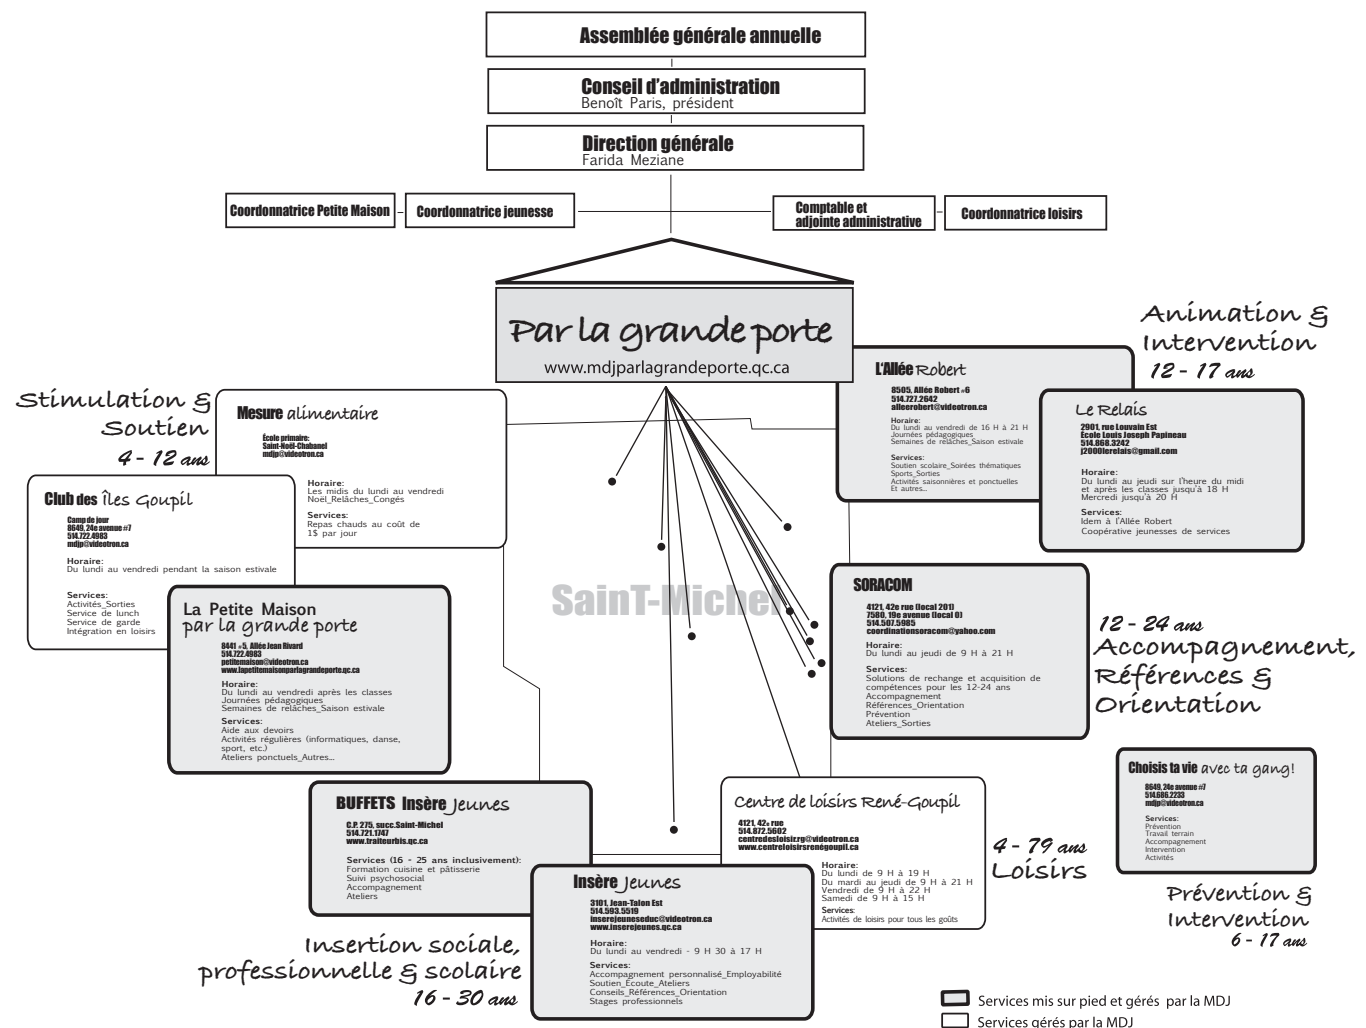 Assemblée générale annuelle
Conseil d'administration
Benoît Paris, président
Direction générale
Farida Meziane
Coordonnatrice Petite Maison
Coordonnatrice jeunesse
Comptable et
adjointe administrative
Coordonnatrice loisirs
Par la grande porte
www.mdjparlagrandeporte.qc.ca
Animation &
Intervention
12 - 17 ans
L'Allée Robert
8505, Allée Robert #6
514.727.2642
alleerobert@videotron.ca
Horaire:
Du lundi au vendredi de 16 H à 21 H
Journées pédagogiques
Semaines de relâches_Saison estivale
Services:
Soutien scolaire_Soirées thématiques
Sports_Sorties
Activités saisonnières et ponctuelles
Et autres...
Le Relais
2901, rue Louvain Est
École Louis Joseph Papineau
514.868.3242
j2000lerelais@gmail.com
Horaire:
Du lundi au jeudi sur l'heure du midi
et après les classes jusqu'à 18 H
Mercredi jusqu'à 20 H
Services:
Idem à l'Allée Robert
Coopérative jeunesses de services
Stimulation &
Soutien
4 - 12 ans
Mesure alimentaire
École primaire:
Saint-Noël-Chabanel
mdjp@videotron.ca
Horaire:
Les midis du lundi au vendredi
Noël_Relâches_Congés
Services:
Repas chauds au coût de
1$ par jour
Club des Îles Goupil
Camp de jour
8649, 24e avenue #7
514.722.4983
mdjp@videotron.ca
Horaire:
Du lundi au vendredi pendant la saison estivale
Services:
Activités_Sorties
Service de lunch
Service de garde
Intégration en loisirs
La Petite Maison
par la grande porte
8441 #5, Allée Jean Rivard
514.722.4983
petitemaison@videotron.ca
www.lapetitemaisonparlagrandeporte.qc.ca
Horaire:
Du lundi au vendredi après les classes
Journées pédagogiques
Semaines de relâches_Saison estivale
Services:
Aide aux devoirs
Activités régulières (informatiques, danse,
sport, etc.)
Ateliers ponctuels_Autres...
SainT-Michel
SORACOM
4121, 42e rue (local 201)
7580, 19e avenue (local 0)
514.507.5985
coordinationsoracom@yahoo.com
Horaire:
Du lundi au jeudi de 9 H à 21 H
Services:
Solutions de rechange et acquisition de
compétences pour les 12-24 ans
Accompagnement
Références_Orientation
Prévention
Ateliers_Sorties
12 - 24 ans
Accompagnement,
Références &
Orientation
Choisis ta vie avec ta gang!
8649, 24e avenue #7
514.686.2233
mdjp@videotron.ca
Services:
Prévention
Travail terrain
Accompagnement
Intervention
Activités
Prévention &
Intervention
6 - 17 ans
BUFFETS Insère Jeunes
C.P. 275, succ.Saint-Michel
514.721.1747
www.traiteurbis.qc.ca
Services (16 - 25 ans inclusivement):
Formation cuisine et pâtisserie
Suivi psychosocial
Accompagnement
Ateliers
Centre de loisirs René-Goupil
4121, 42e rue
514.872.5602
centredesloisir.rg@videotron.ca
www.centreloisirsrenégoupil.ca
Horaire:
Du lundi de 9 H à 19 H
Du mardi au jeudi de 9 H à 21 H
Vendredi de 9 H à 22 H
Samedi de 9 H à 15 H
Services:
Activités de loisirs pour tous les goûts
4 - 79 ans
Loisirs
Insère Jeunes
3101, Jean-Talon Est
514.593.5519
inserejeuneseduc@videotron.ca
www.inserejeunes.qc.ca
Horaire:
Du lundi au vendredi - 9 H 30 à 17 H
Services:
Accompagnement personnalisé_Employabilité
Soutien_Écoute_Ateliers
Conseils_Références_Orientation
Stages professionnels
Insertion sociale,
professionnelle & scolaire
16 - 30 ans
Services mis sur pied et gérés par la MDJ
Services gérés par la MDJ